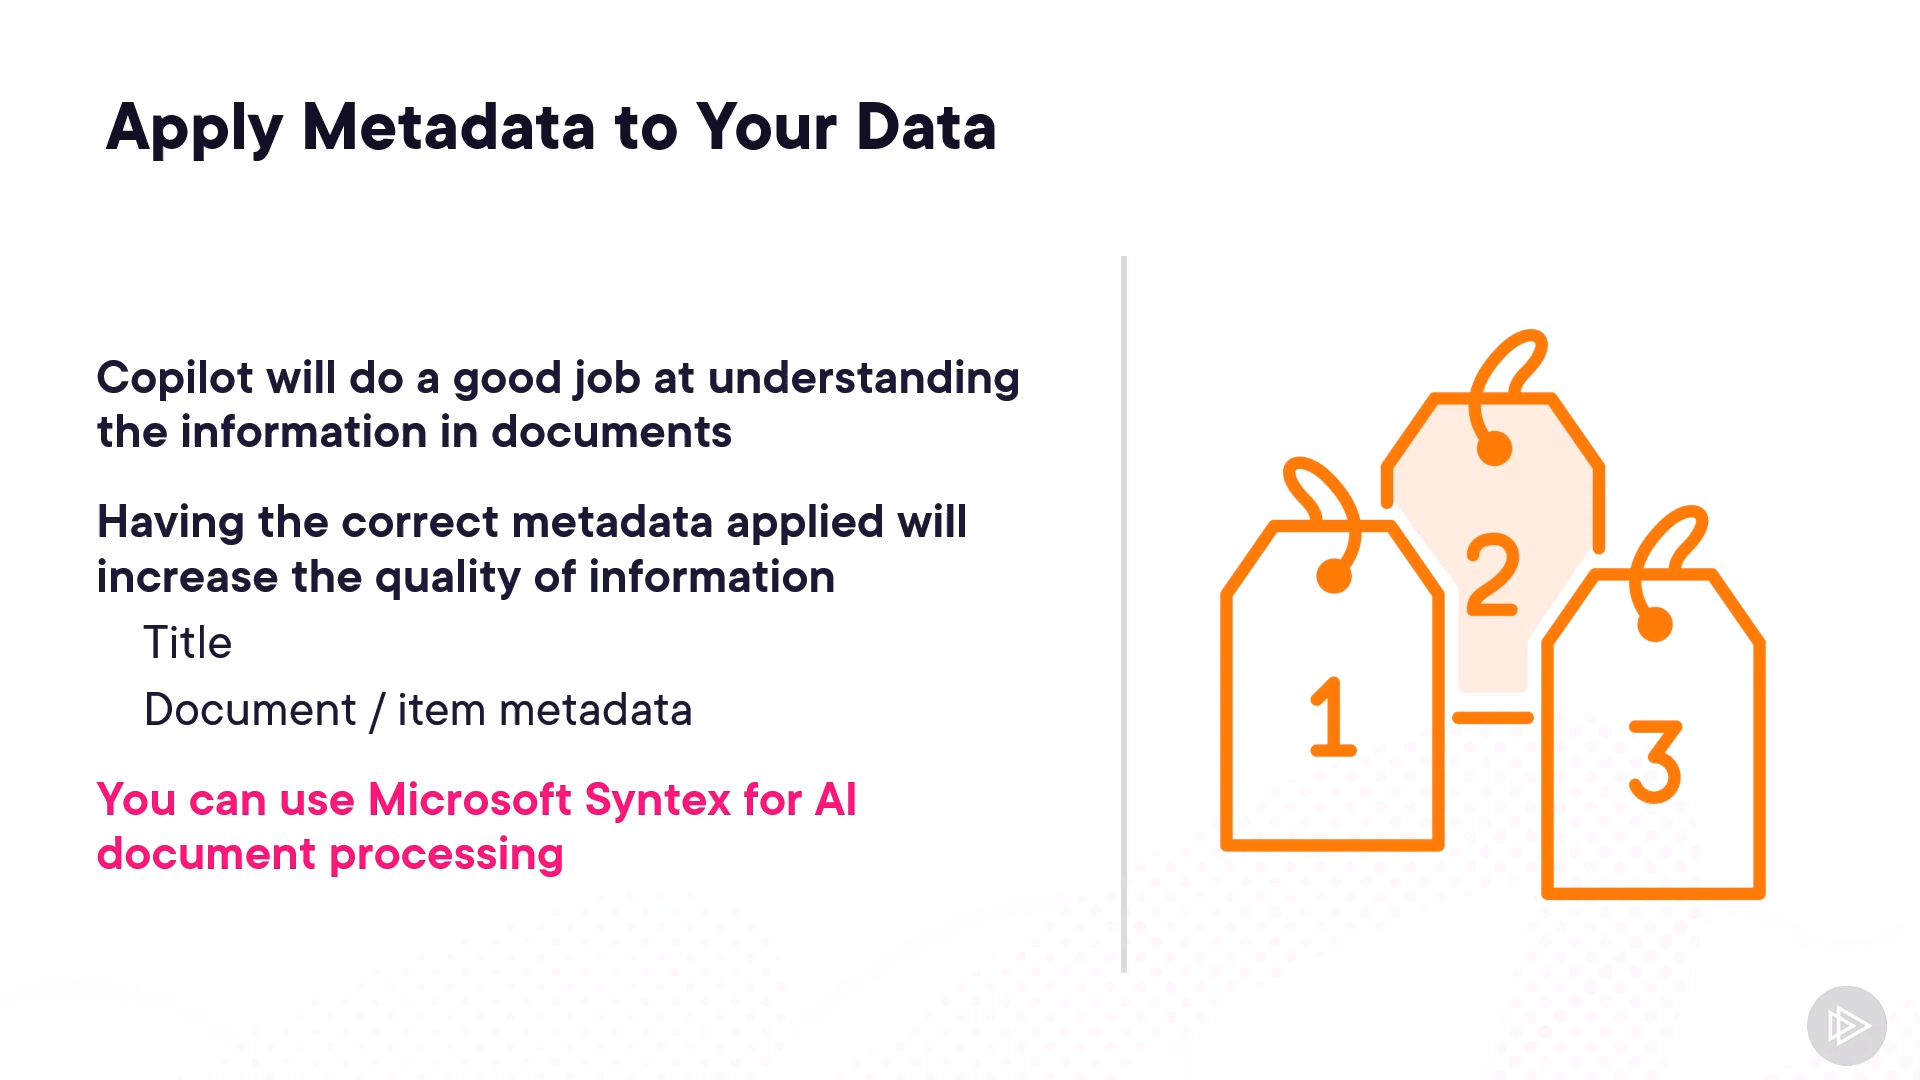 Apply Metadata to Your Data
Copilot will do a good job at understanding
the information in documents
Having the correct metadata applied will
increase the quality of information
Title
Document / item metadata
You can use Microsoft Syntex for AI
document processing
1
2
3